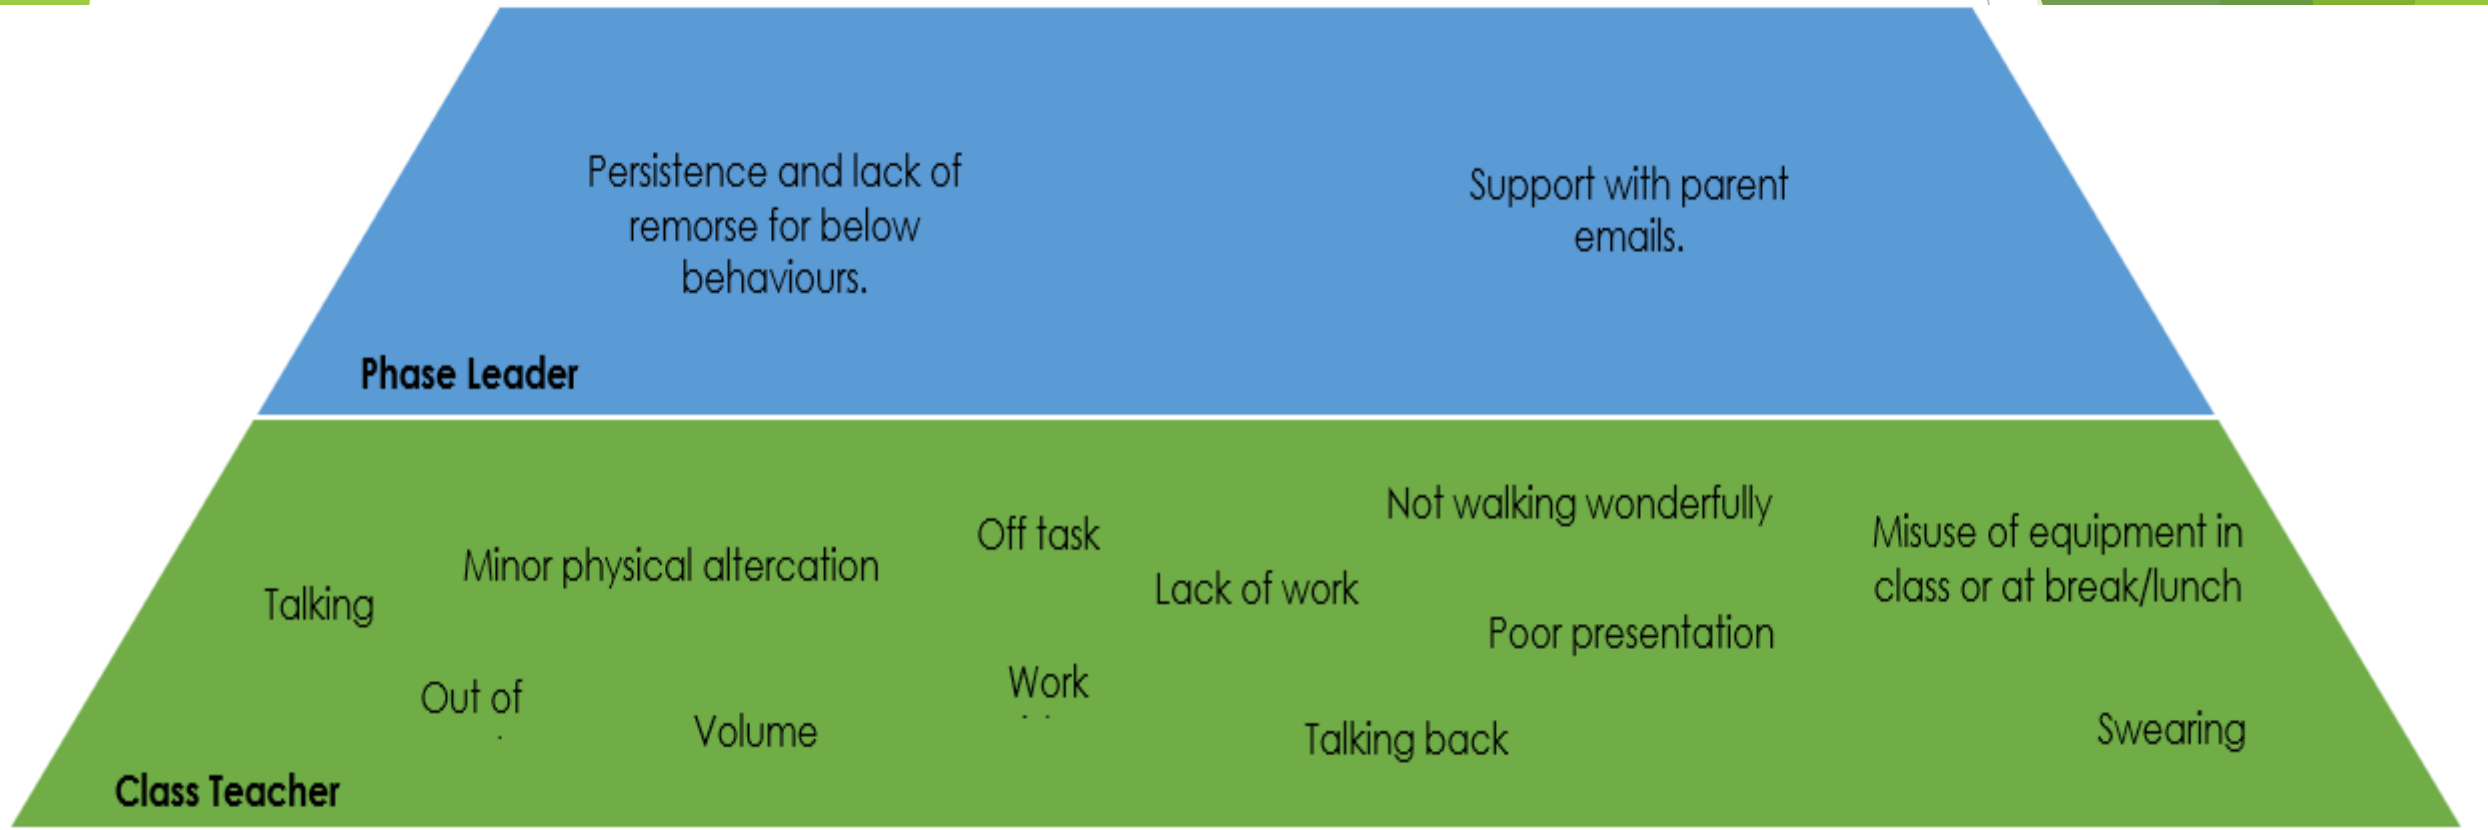 Persistence and lack of
remorse for below
behaviours.
Support with parent
emails.
Phase Leader
Not walking wonderfully
Off task
Misuse of equipment in
class or at break/lunch
Minor physical altercation
Lack of work
Talking
Poor presentation
Work
Out of
Volume
Talking back
Swearing
Class Teacher